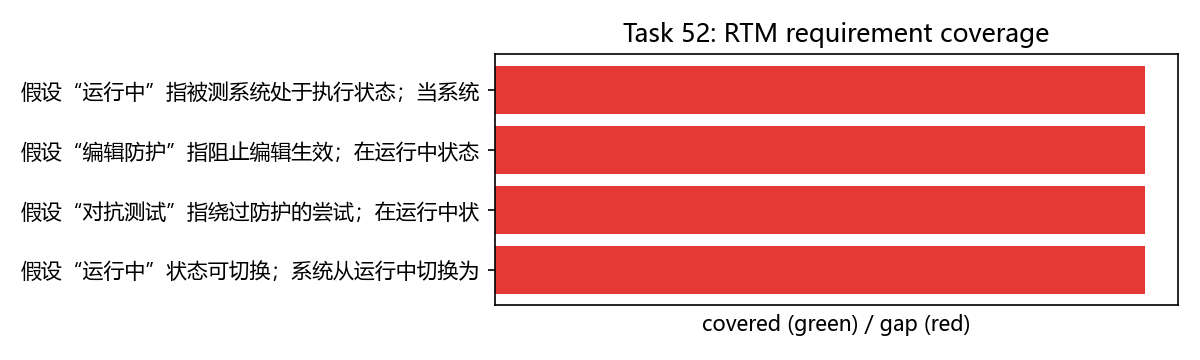 Task 52: RTM requirement coverage
假设“运行中”指被测系统处于执行状态；当系统
假设“编辑防护”指阻止编辑生效；在运行中状态
假设“对抗测试”指绕过防护的尝试；在运行中状
假设“运行中”状态可切换；系统从运行中切换为
covered (green) / gap (red)